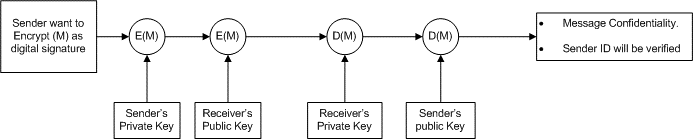 Sender want to
Encrypt (M) as
digital signature
E(M)
E(M)
D(M)
D(M)
• Message Confidentiality.
• Sender ID will be verified
Sender's
Private Key
Receiver's
Public Key
Receiver's
Private Key
Sender's
public Key